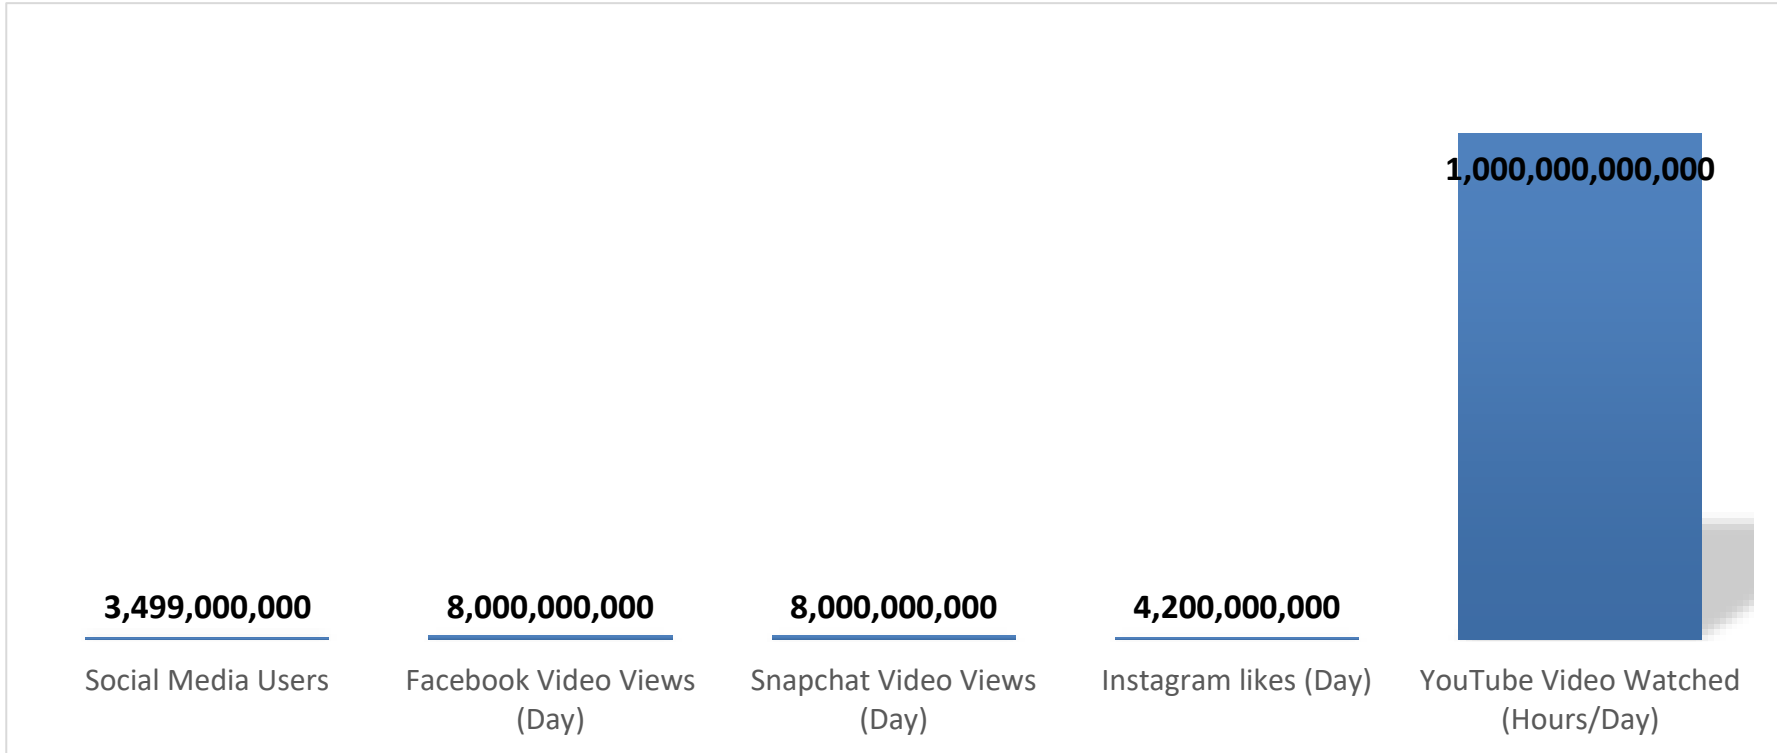 1,000,000,000,000
3,499,000,000
8,000,000,000
8,000,000,000
4,200,000,000
Social Media Users
Facebook Video Views
(Day)
Snapchat Video Views
(Day)
Instagram likes (Day)
YouTube Video Watched
(Hours/Day)